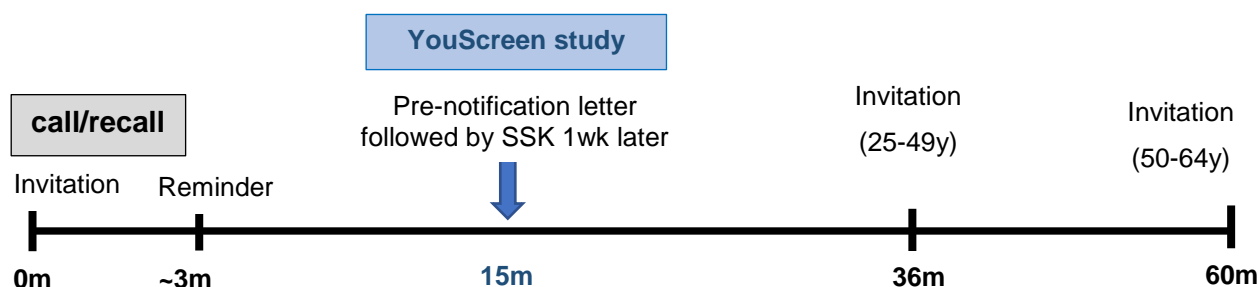 YouScreen study
call/recall
Pre-notification letter
followed by SSK 1wk later
Invitation
(25-49y)
Invitation
(50-64y)
Invitation
Reminder
0m
~3m
15m
36m
60m